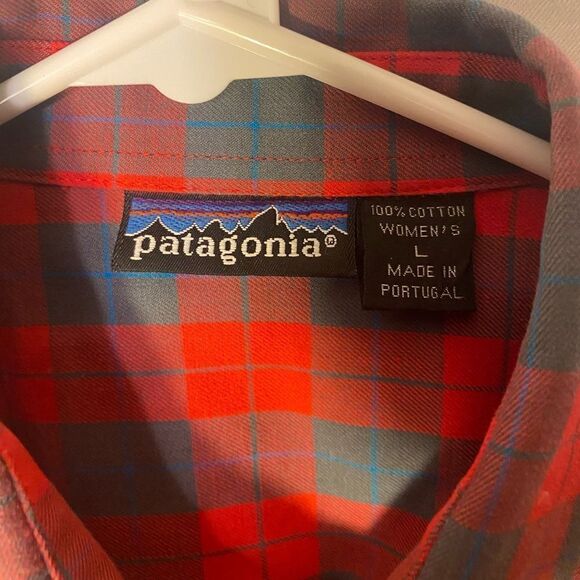 patagonia®
100% COTTON
WOMEN'S
L
MADE IN
PORTUGAL